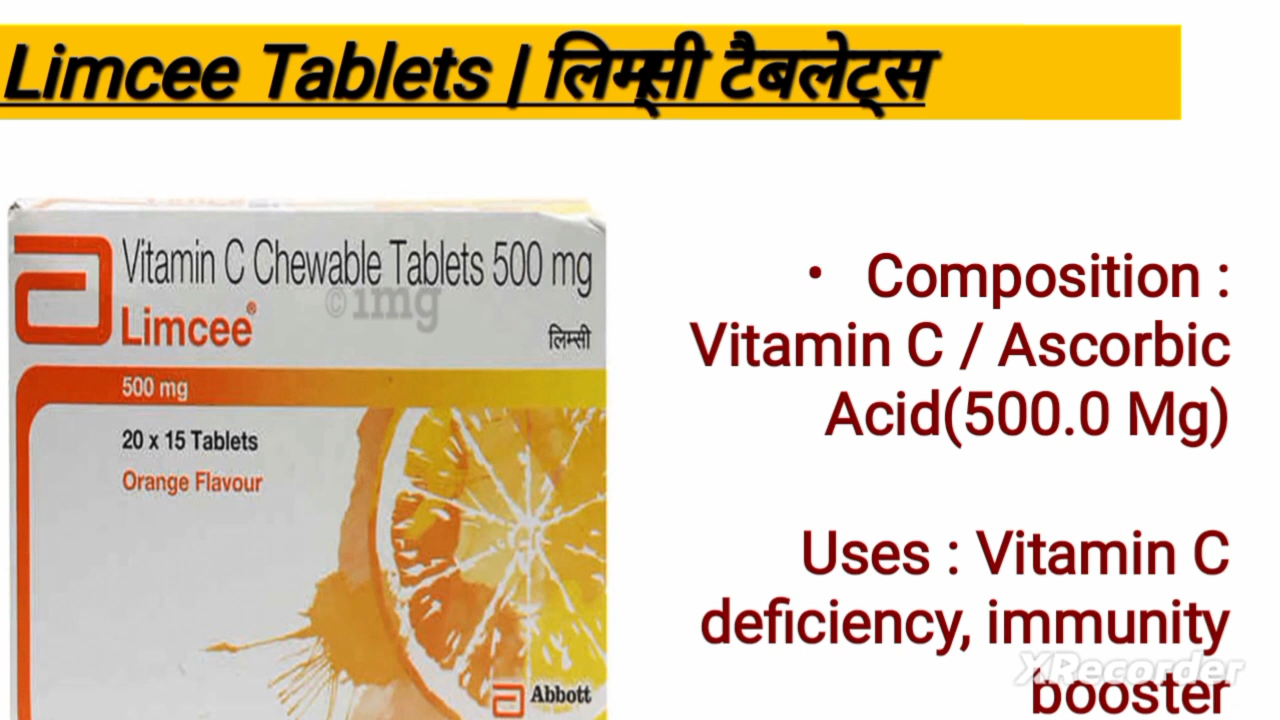 Limcee Tablets | लिम्सी टैबलेट्स
Vitamin C Chewable Tablets 500 mg
©1mg
Limcee®
लिम्सी
500 mg
20 x 15 Tablets
Orange Flavour
Abbott
• Composition :
Vitamin C / Ascorbic
Acid(500.0 Mg)
Uses : Vitamin C
deficiency, immunity
booster
XRecorder